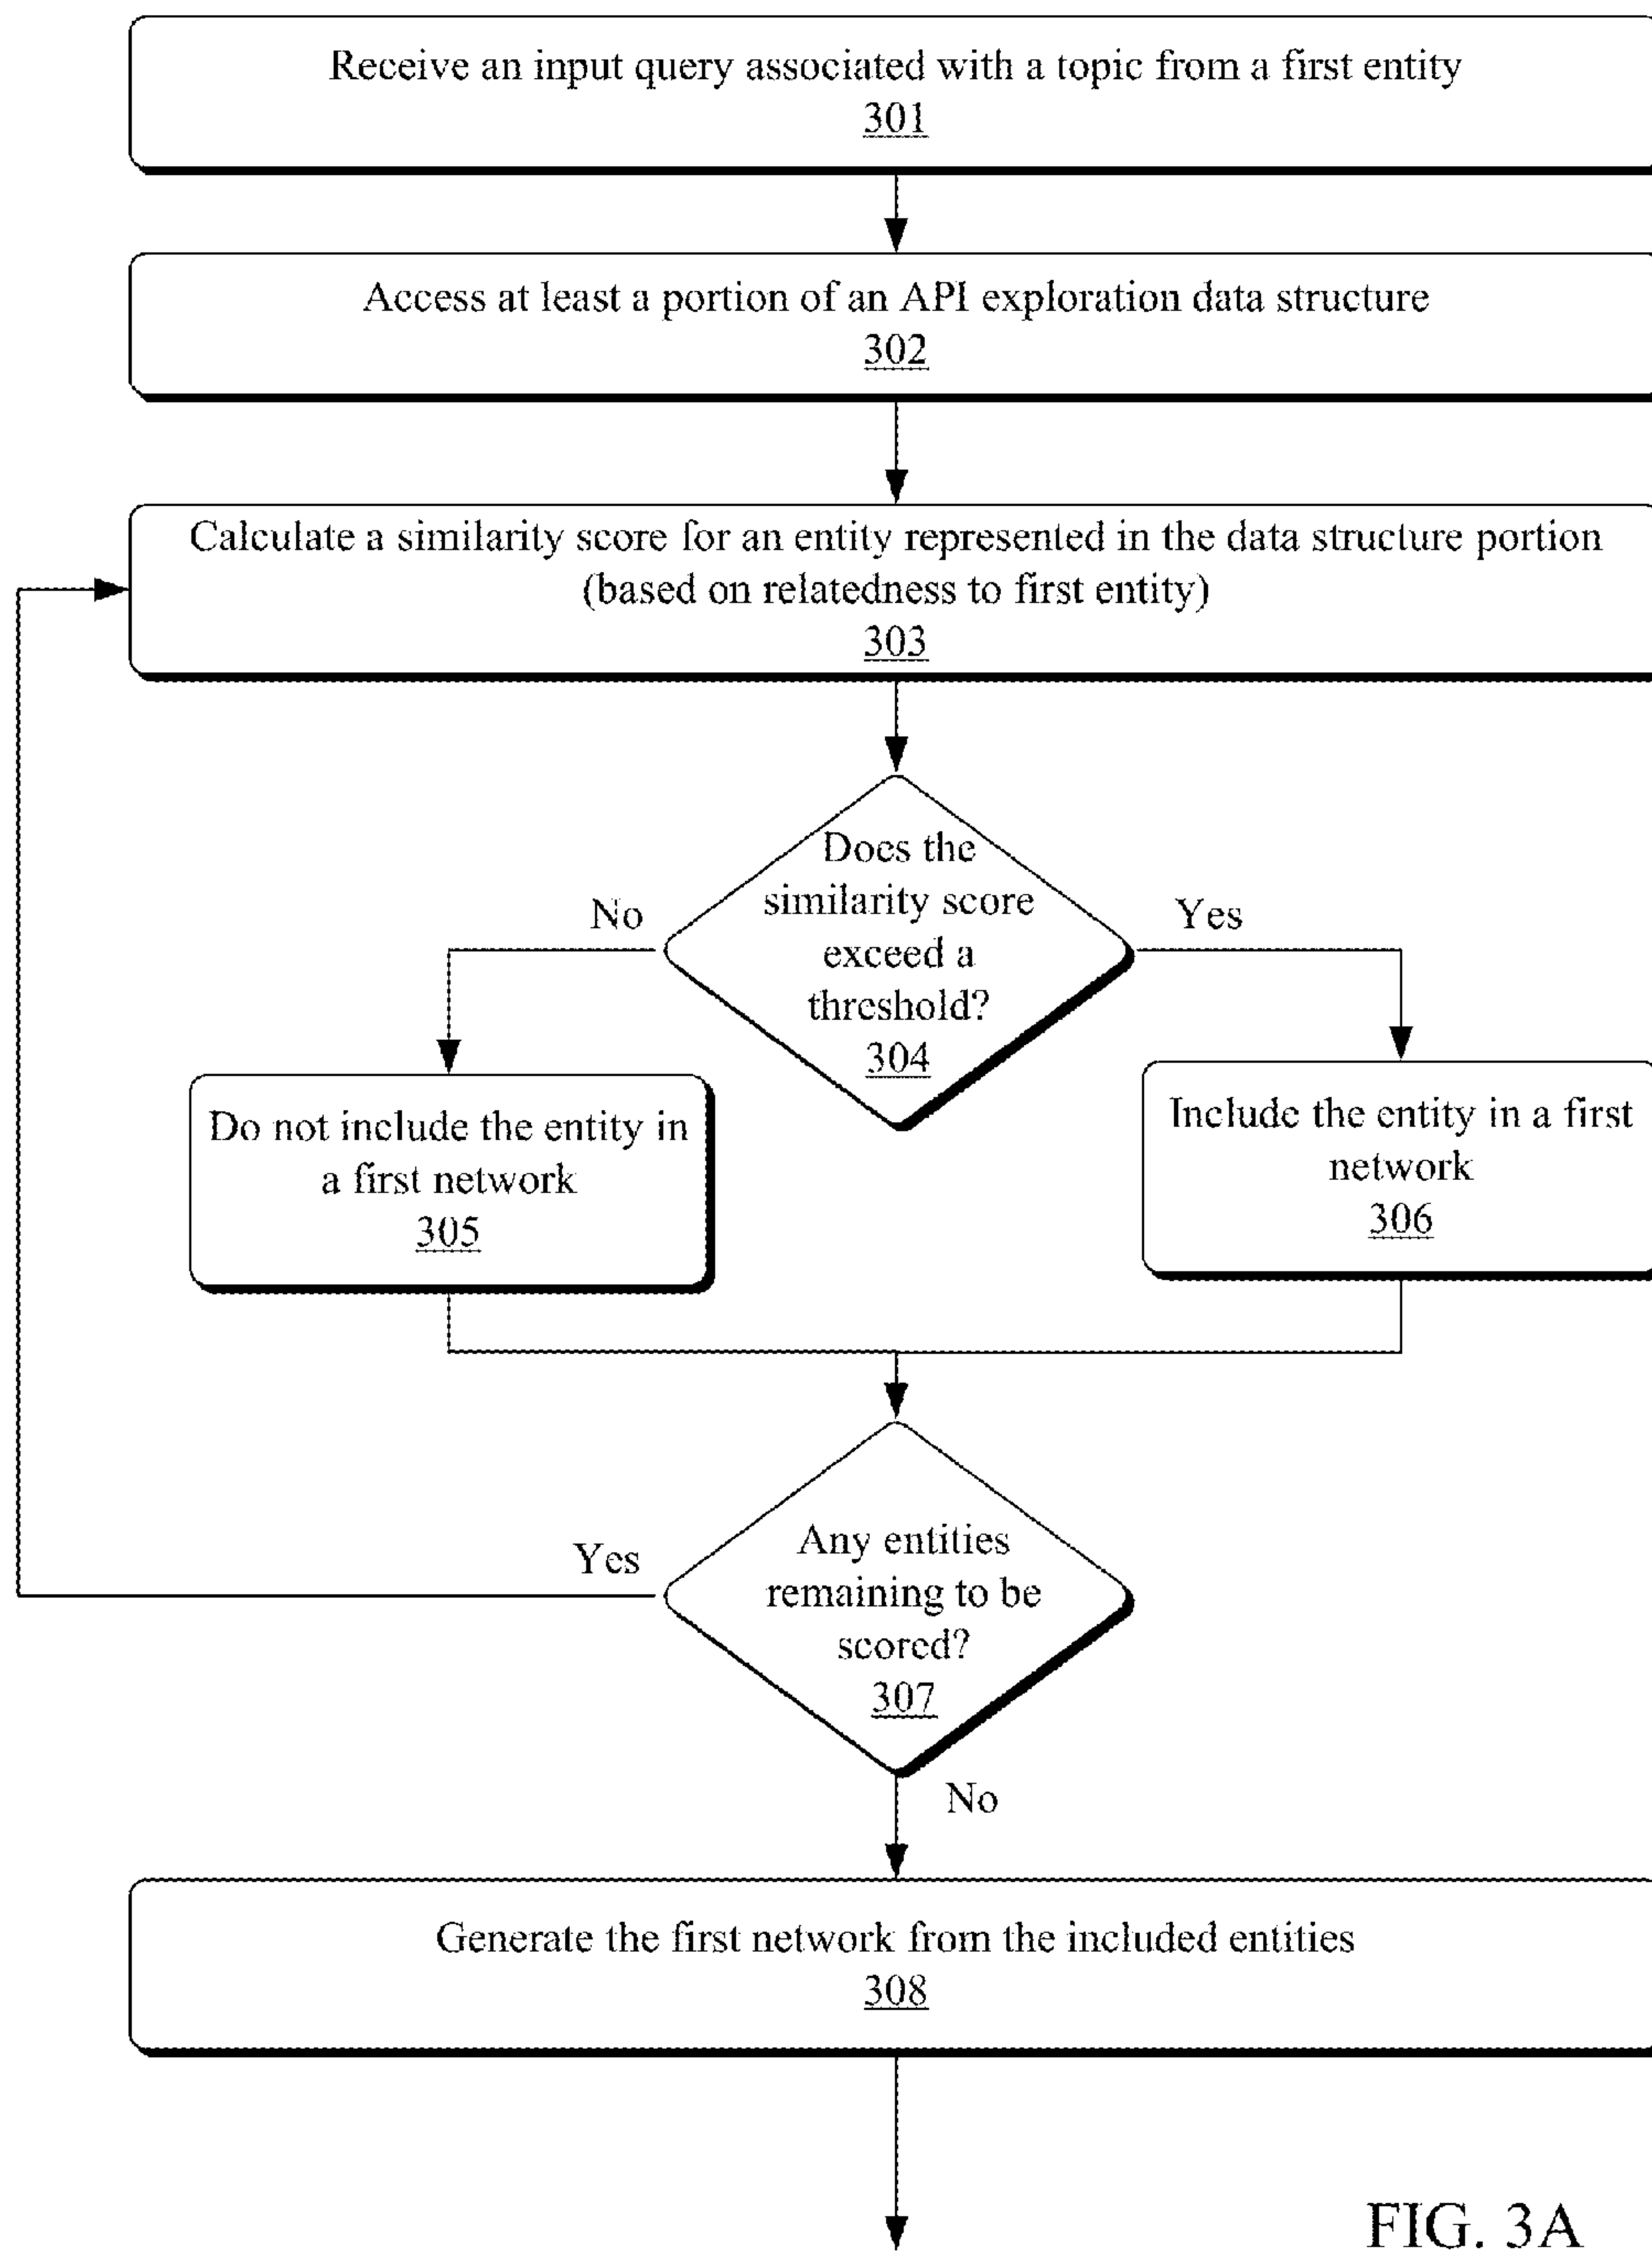 Receive an input query associated with a topic from a first entity
301
Access at least a portion of an API exploration data structure
302
Calculate a similarity score for an entity represented in the data structure portion
(based on relatedness to first entity)
303
Does the
similarity score
exceed a
threshold?
304
No
Yes
Do not include the entity in
a first network
305
Include the entity in a first
network
306
Any entities
remaining to be
scored?
307
Yes
No
Generate the first network from the included entities
308
FIG. 3A